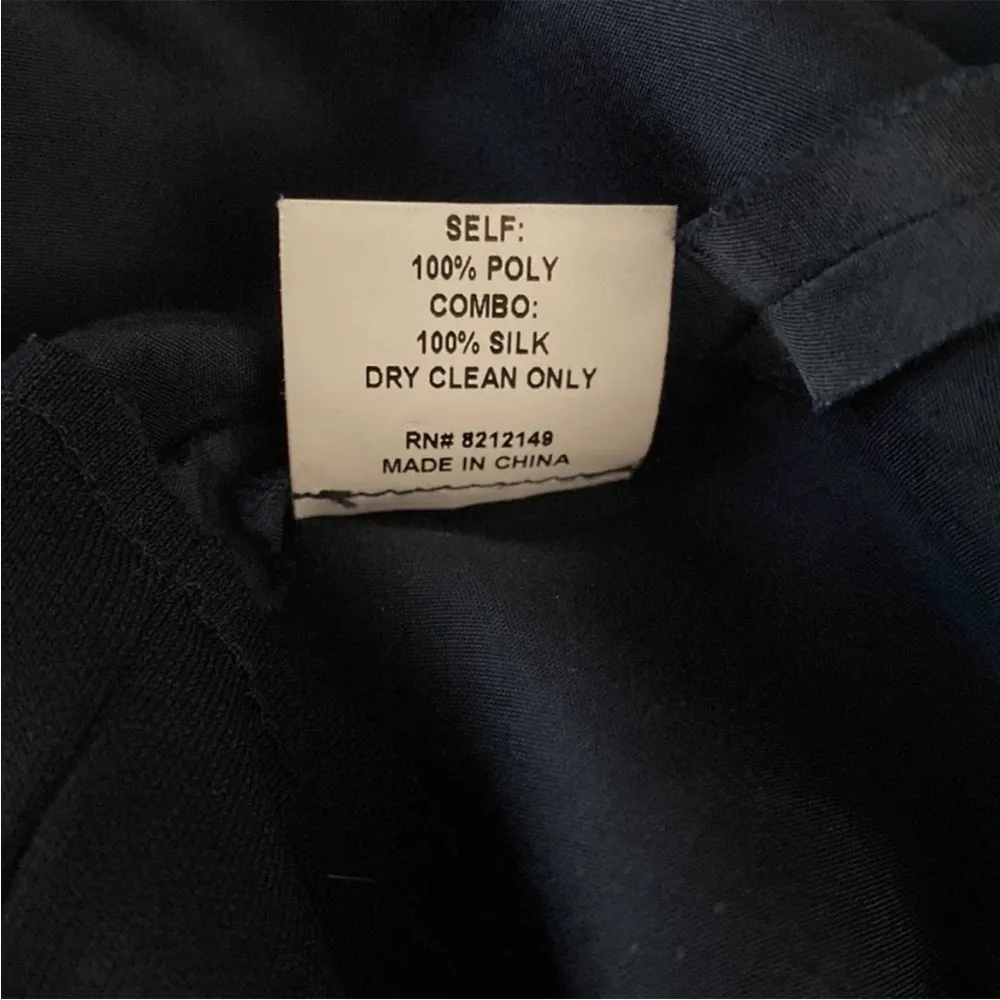 SELF:
100% POLY
COMBO:
100% SILK
DRY CLEAN ONLY
RN# 8212149
MADE IN CHINA